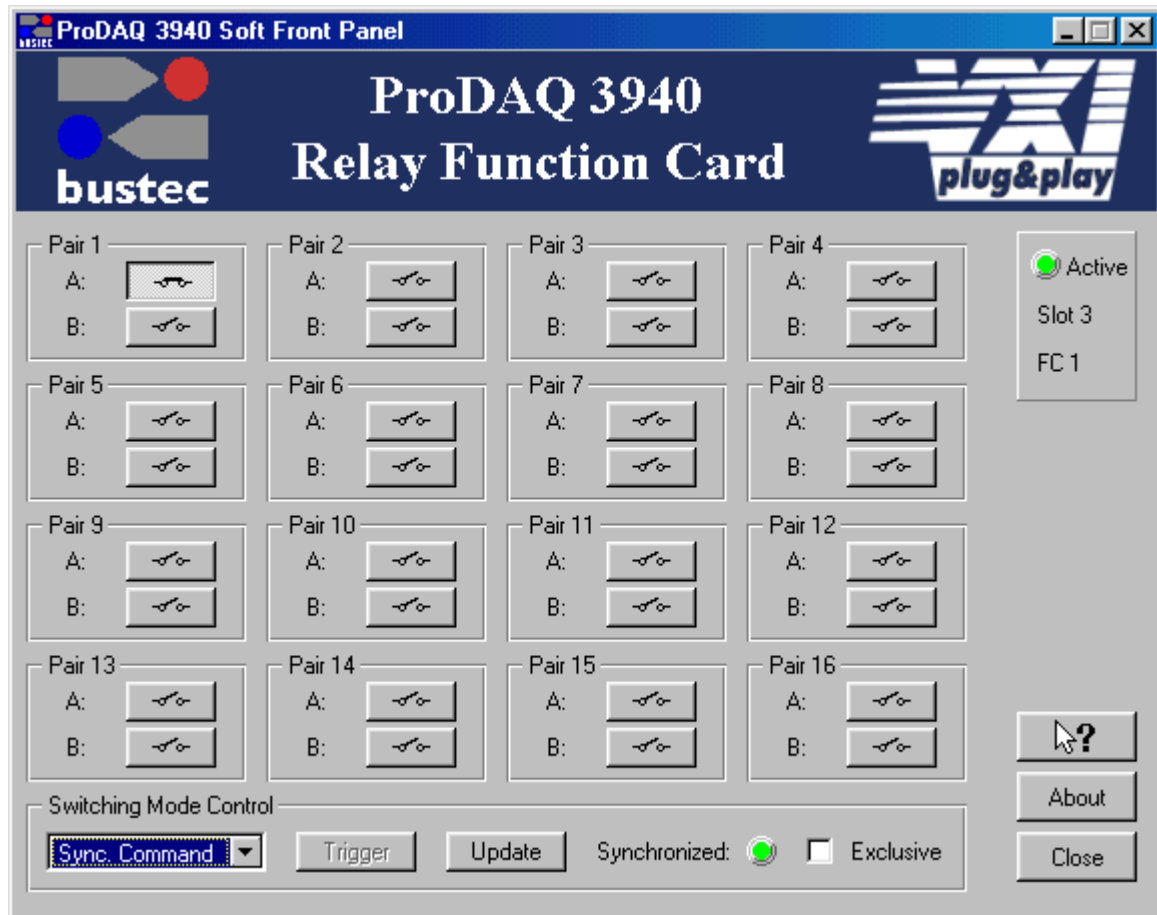 ProDAQ 3940 Soft Front Panel
bustec
ProDAQ 3940
Relay Function Card
VXI
plug&play
Pair 1
A:
B:
Pair 2
A:
B:
Pair 3
A:
B:
Pair 4
A:
B:
Active
Slot 3
FC 1
Pair 5
A:
B:
Pair 6
A:
B:
Pair 7
A:
B:
Pair 8
A:
B:
Pair 9
A:
B:
Pair 10
A:
B:
Pair 11
A:
B:
Pair 12
A:
B:
Pair 13
A:
B:
Pair 14
A:
B:
Pair 15
A:
B:
Pair 16
A:
B:
?
About
Close
Switching Mode Control
Sync. Command
Trigger
Update
Synchronized:
Exclusive